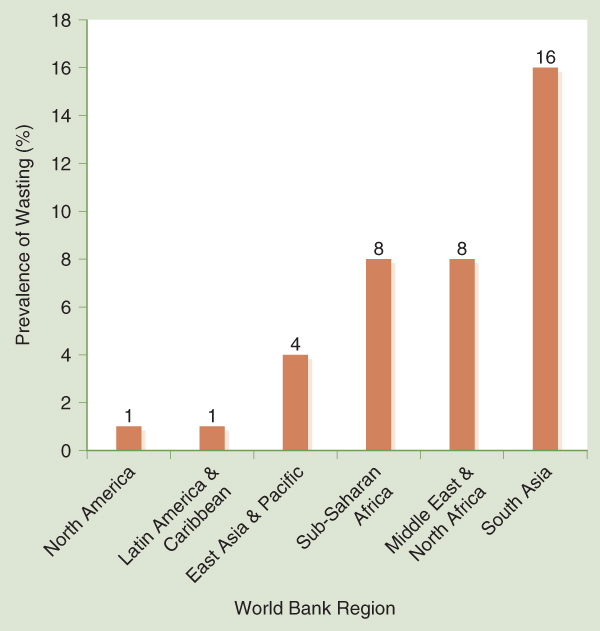 18
16
14
12
10
8
6
4
2
0
Prevalence of Wasting (%)
1
1
4
8
8
16
North America
Latin America &
Caribbean
East Asia & Pacific
Sub-Saharan
Africa
Middle East &
North Africa
South Asia
World Bank Region